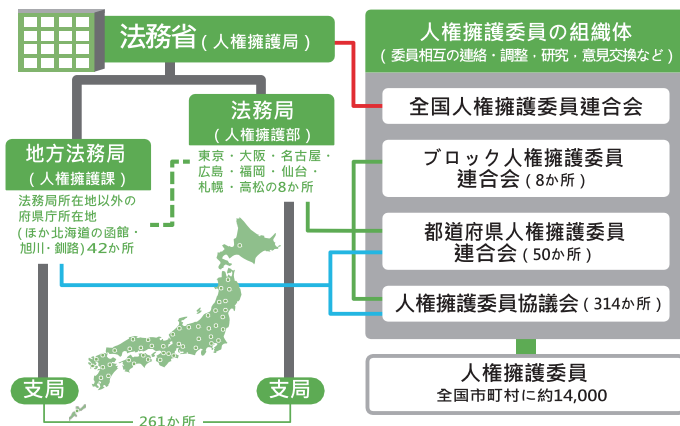 法務省(人権擁護局)
法務局
(人権擁護部)
東京・大阪・名古屋・
広島・福岡・仙台・
札幌・高松の8か所
地方法務局
(人権擁護課)
法務局所在地以外の
府県庁所在地
(ほか北海道の函館・
旭川・釧路)42か所
支局
支局
261か所
人権擁護委員の組織体
(委員相互の連絡・調整・研究・意見交換など)
全国人権擁護委員連合会
ブロック人権擁護委員
連合会(8か所)
都道府県人権擁護委員
連合会(50か所)
人権擁護委員協議会(314か所)
人権擁護委員
全国市町村に約14,000